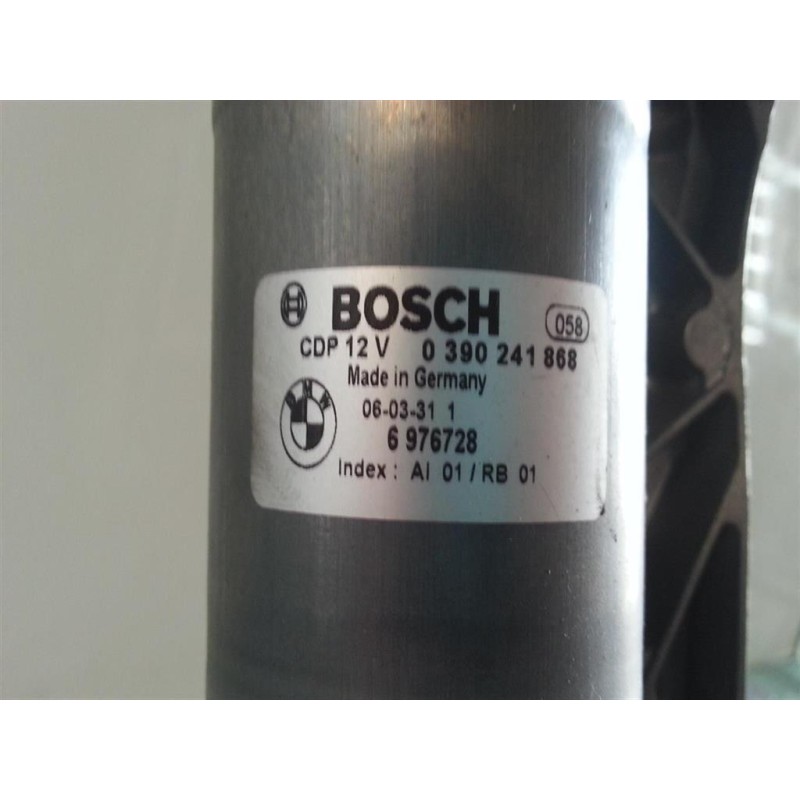 BOSCH 058
CDP 12 V 0 390 241 868
Made in Germany
BMW 06-03-31 1
6 976728
Index : AI 01 / RB 01